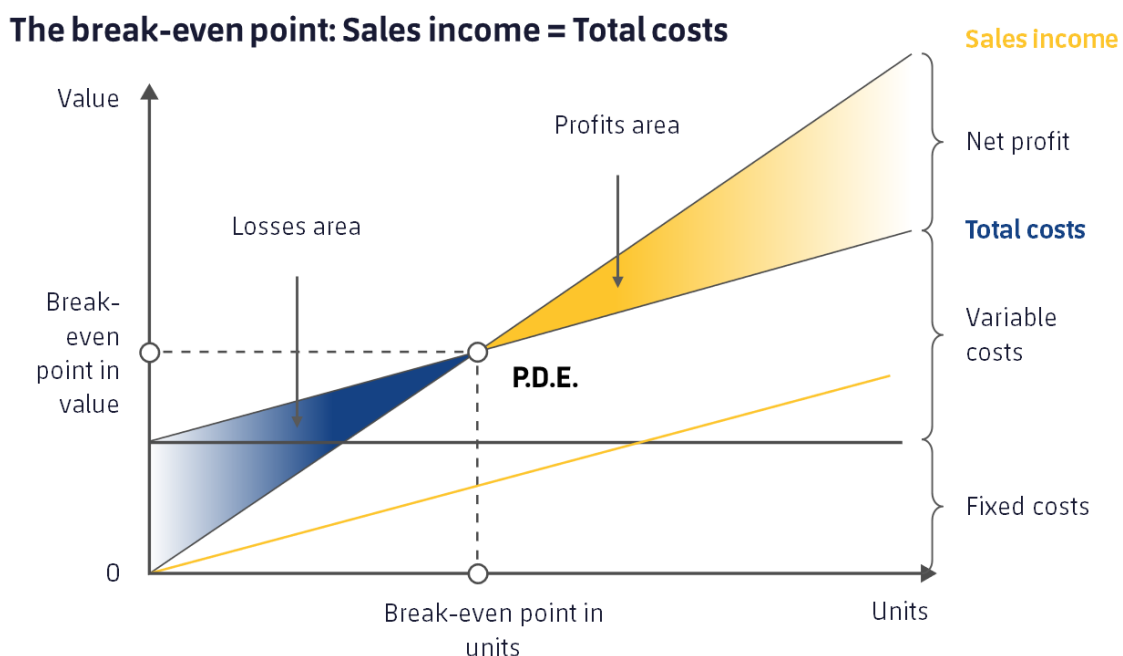 The break-even point: Sales income = Total costs
Sales income
Value
Profits area
Net profit
Losses area
Total costs
Break-
even
point in
value
Variable
costs
P.D.E.
Fixed costs
0
Break-even point in
units
Units